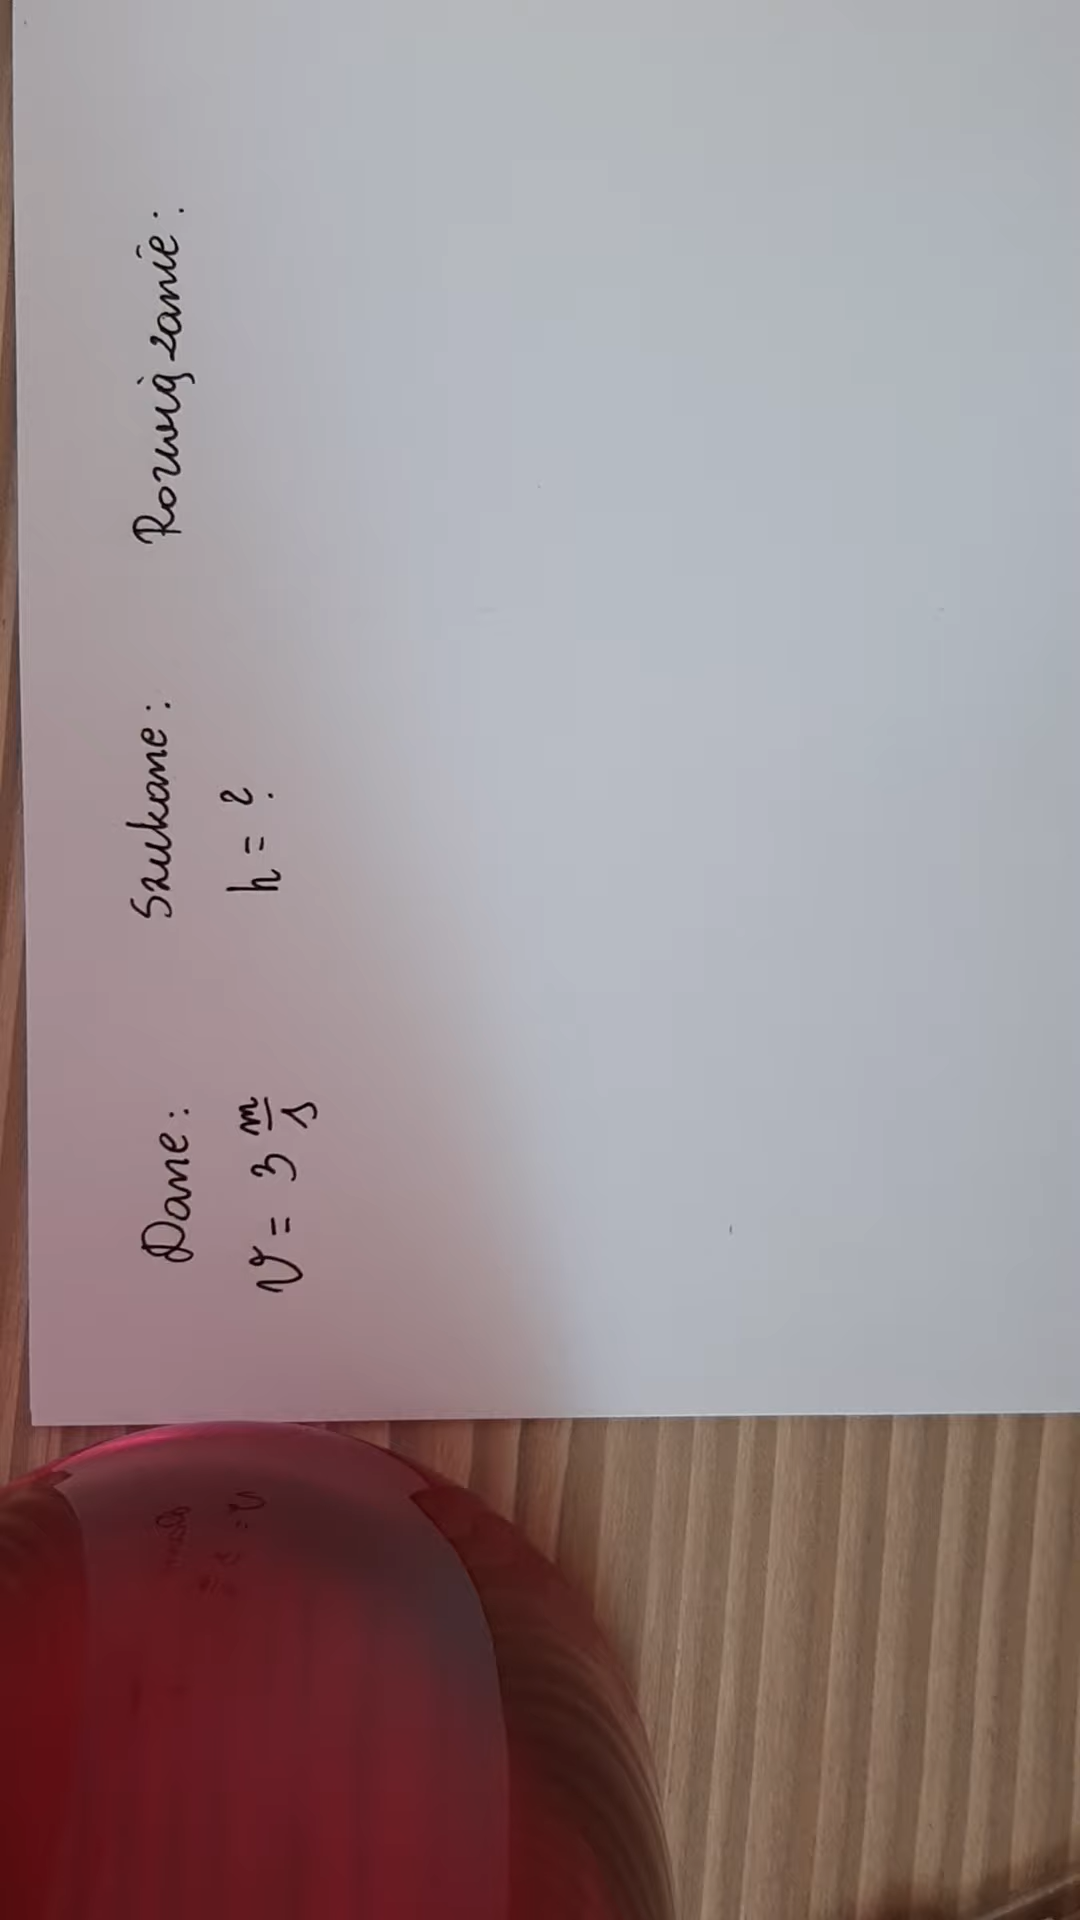 Dane: Szukane: Rozwiązanie:
v = 3 m/s h = ?